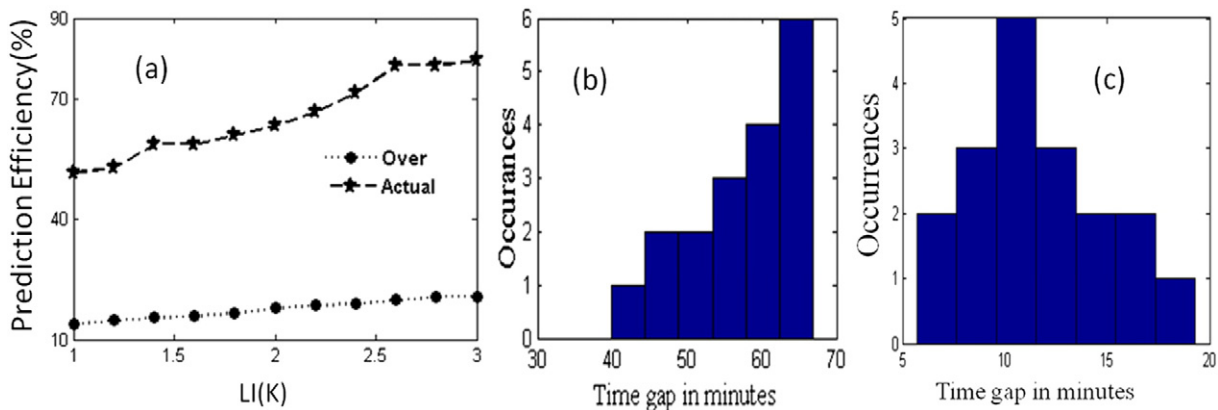 Prediction Efficiency(%)
90
70
40
10
(a)
Over
Actual
1
1.5
2
2.5
3
LI(K)
Occurances
6
5
4
3
2
1
0
(b)
30
40
50
60
70
Time gap in minutes
Occurrences
5
4
3
2
1
0
(c)
5
10
15
20
Time gap in minutes